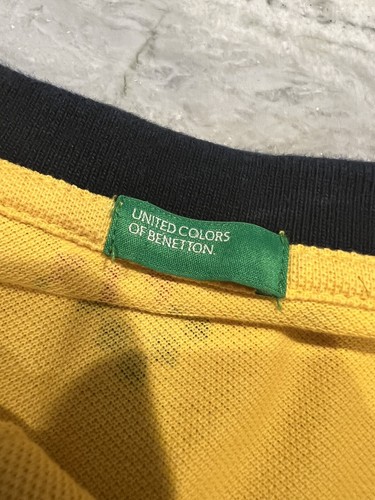 UNITED COLORS
OF BENETTON.